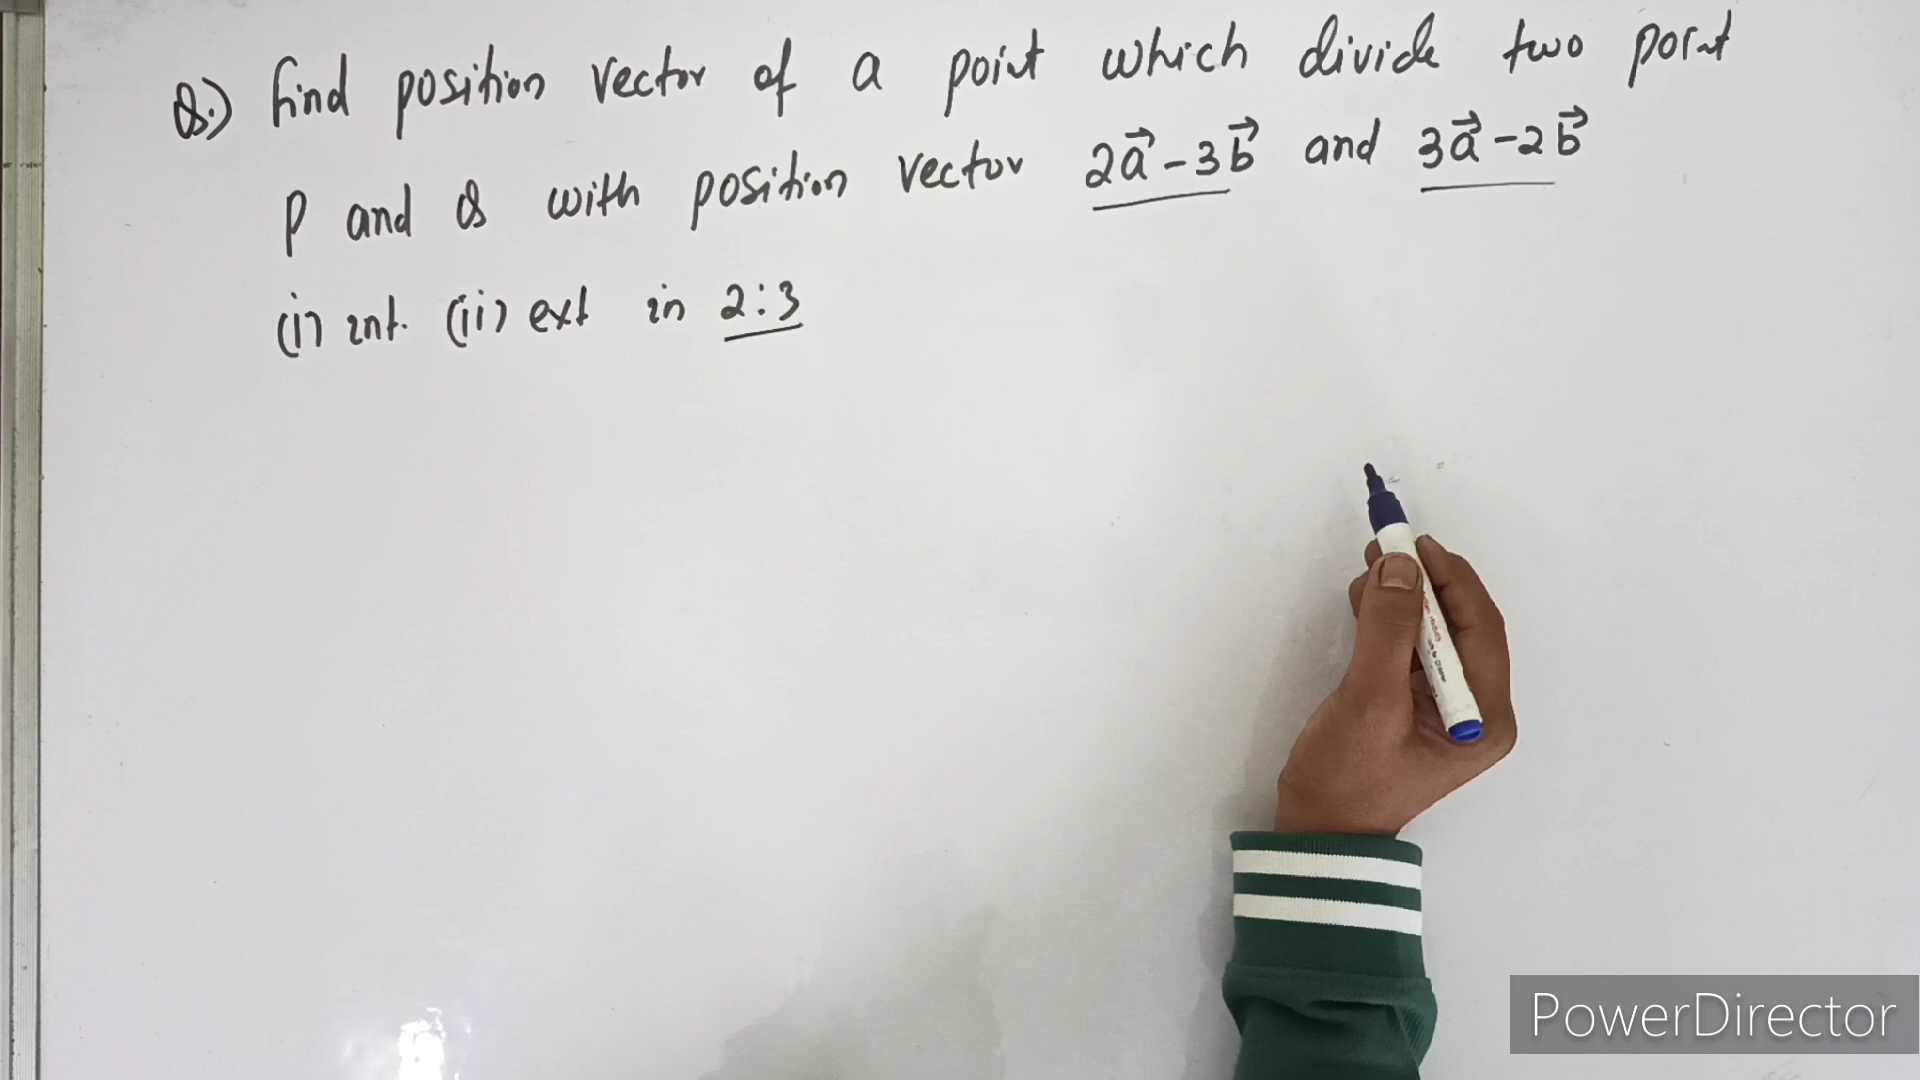 Q.) find position vector of a point which divide two point
P and Q with position vector 2a⃗ - 3b⃗ and 3a⃗ - 2b⃗
(i) int. (ii) ext in 2:3
PowerDirector